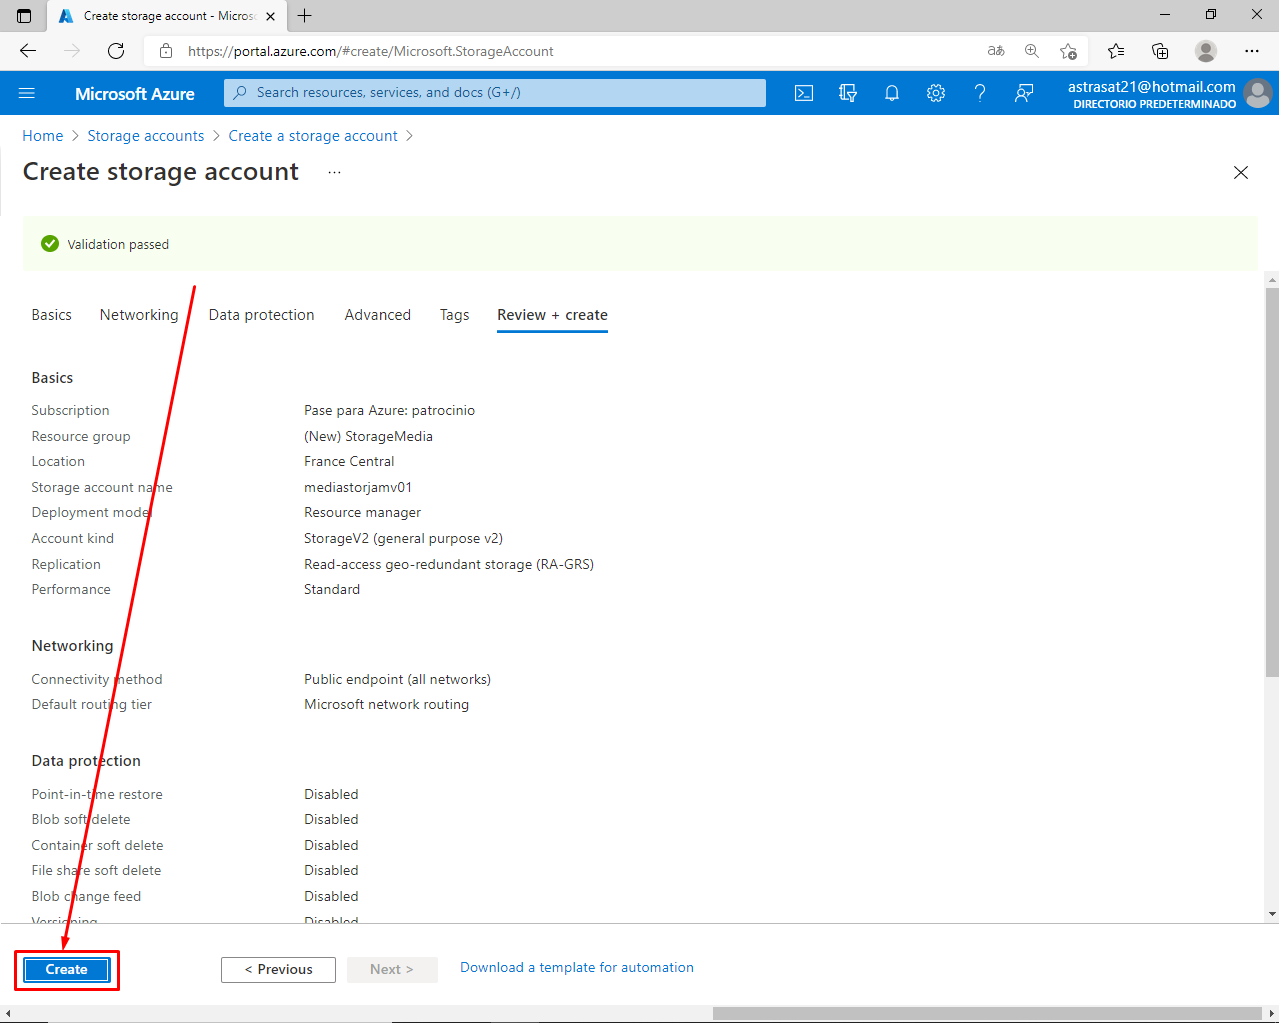 Create storage account - Micros
https://portal.azure.com/#create/Microsoft.StorageAccount
Microsoft Azure
Search resources, services, and docs (G+/)
astrasat21@hotmail.com
DIRECTORIO PREDETERMINADO
Home > Storage accounts > Create a storage account >
Create storage account ...
Validation passed
Basics Networking Data protection Advanced Tags Review + create
Basics
Subscription Pase para Azure: patrocinio
Resource group (New) StorageMedia
Location France Central
Storage account name mediastorjamv01
Deployment model Resource manager
Account kind StorageV2 (general purpose v2)
Replication Read-access geo-redundant storage (RA-GRS)
Performance Standard
Networking
Connectivity method Public endpoint (all networks)
Default routing tier Microsoft network routing
Data protection
Point-in-time restore Disabled
Blob soft delete Disabled
Container soft delete Disabled
File share soft delete Disabled
Blob change feed Disabled
Versioning Disabled
Create < Previous Next > Download a template for automation